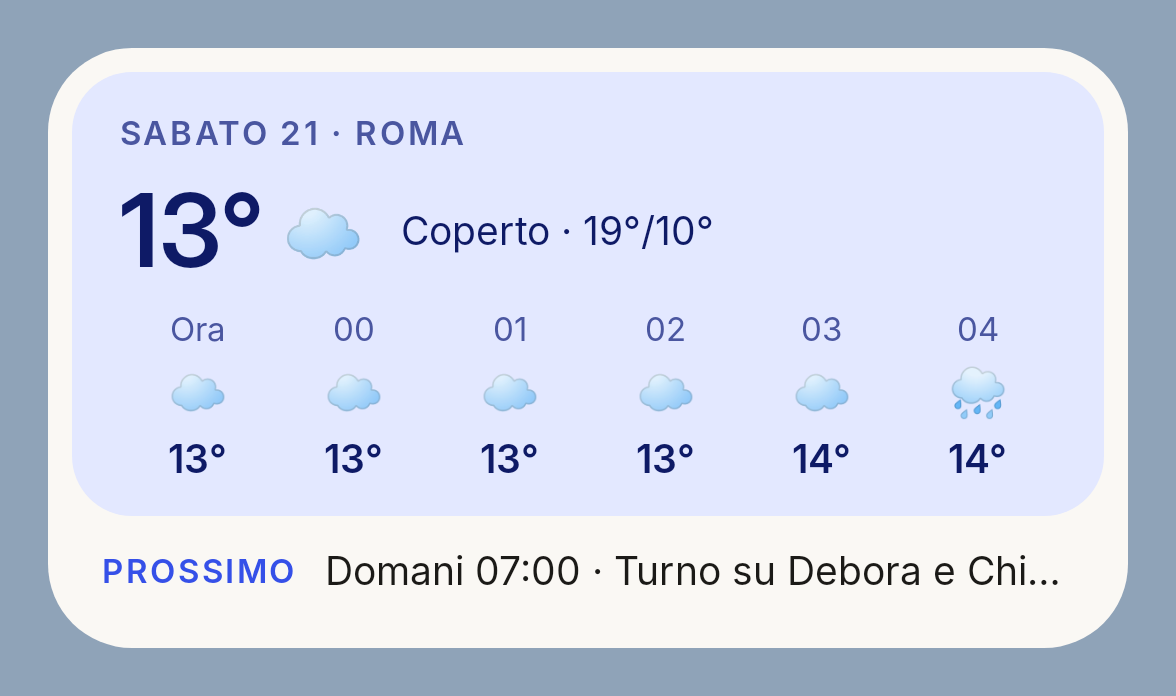 SABATO 21 · ROMA
13° Coperto · 19°/10°
Ora 00 01 02 03 04
13° 13° 13° 13° 14° 14°
PROSSIMO Domani 07:00 · Turno su Debora e Chi...